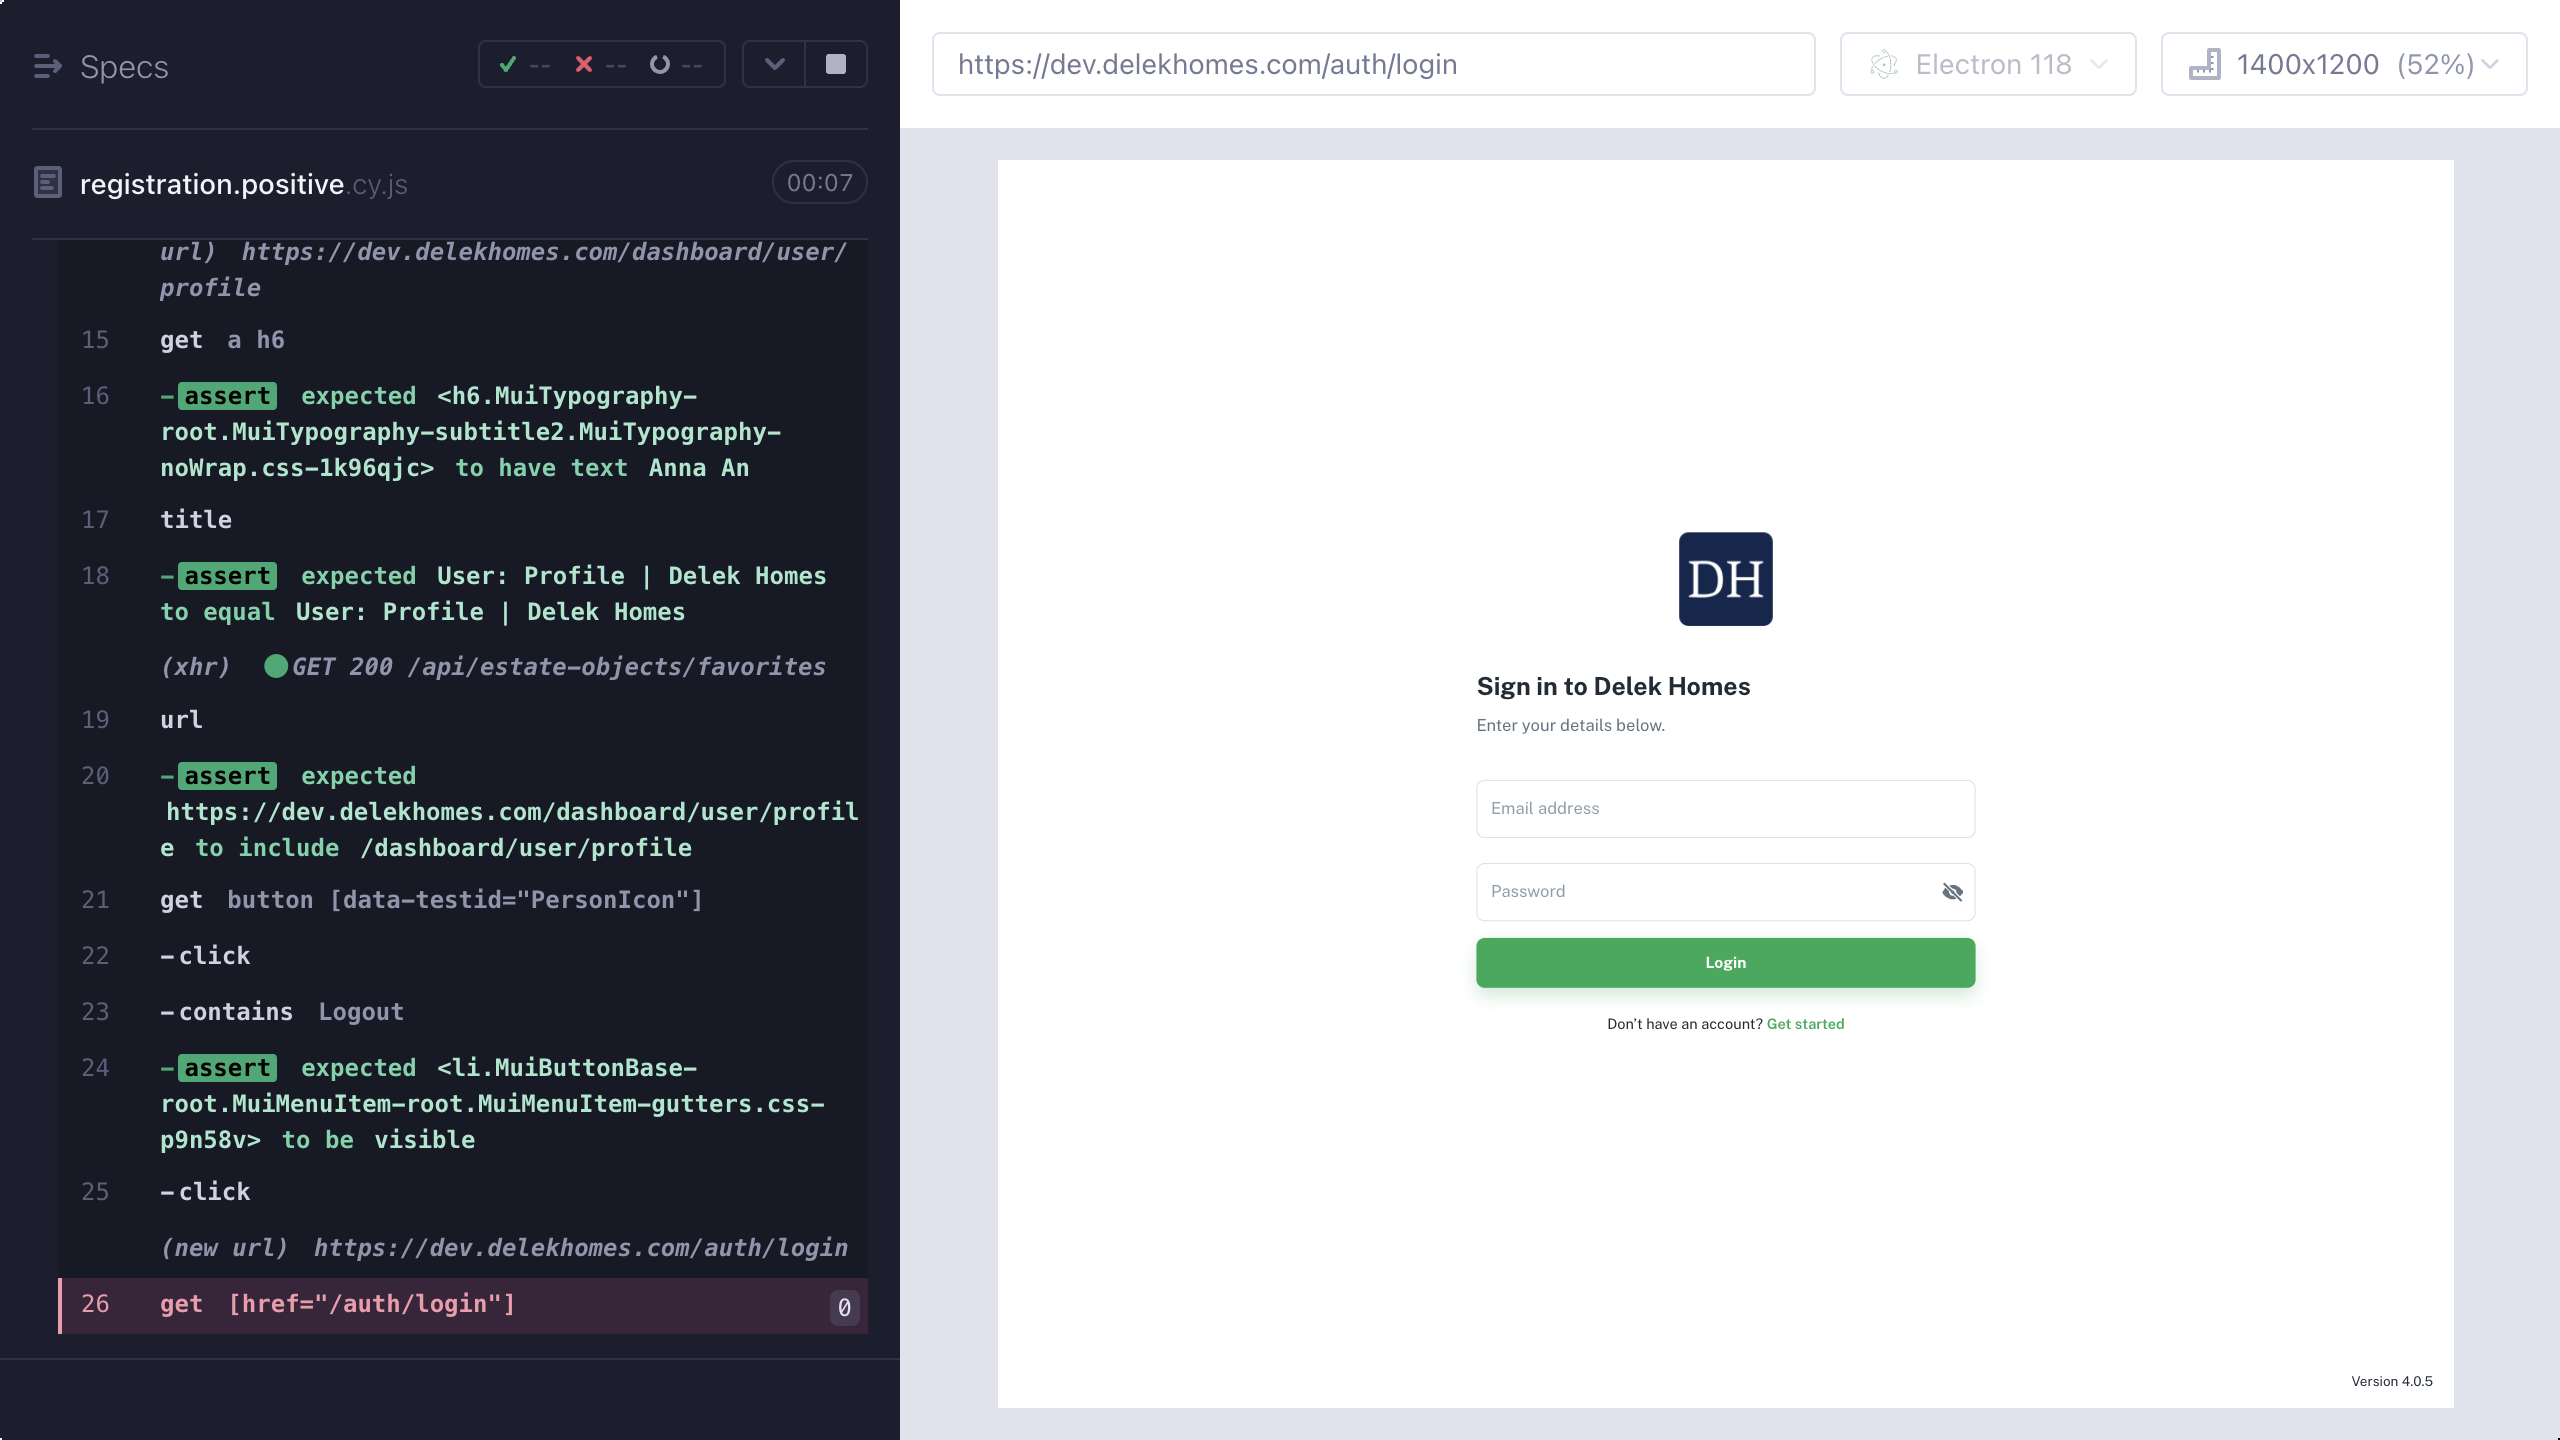 Specs
-- -- --
registration.positive.cy.js 00:07
url) https://dev.delekhomes.com/dashboard/user/
profile
15 get a h6
16 -assert expected <h6.MuiTypography-
root.MuiTypography-subtitle2.MuiTypography-
noWrap.css-1k96qjc> to have text Anna An
17 title
18 -assert expected User: Profile | Delek Homes
to equal User: Profile | Delek Homes
(xhr) GET 200 /api/estate-objects/favorites
19 url
20 -assert expected
https://dev.delekhomes.com/dashboard/user/profil
e to include /dashboard/user/profile
21 get button [data-testid="PersonIcon"]
22 -click
23 -contains Logout
24 -assert expected <li.MuiButtonBase-
root.MuiMenuItem-root.MuiMenuItem-gutters.css-
p9n58v> to be visible
25 -click
(new url) https://dev.delekhomes.com/auth/login
26 get [href="/auth/login"] 0
https://dev.delekhomes.com/auth/login
Electron 118
1400x1200 (52%)
DH
Sign in to Delek Homes
Enter your details below.
Email address
Password
Login
Don’t have an account? Get started
Version 4.0.5